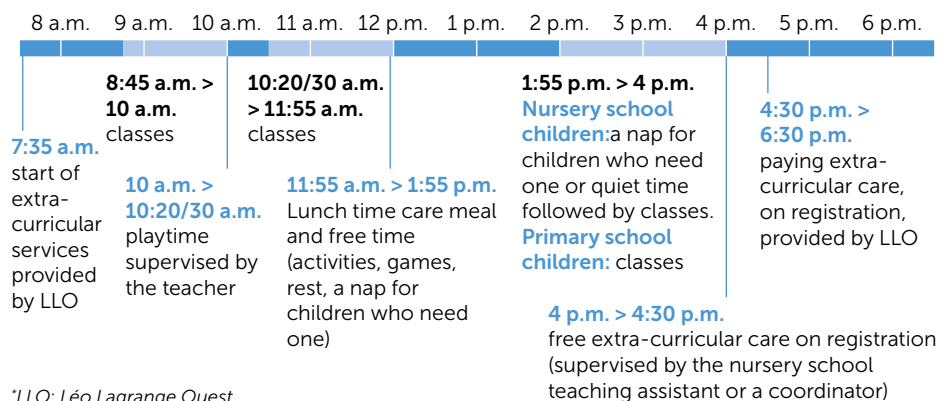 8 a.m. 9 a.m. 10 a.m. 11 a.m. 12 p.m. 1 p.m. 2 p.m. 3 p.m. 4 p.m. 5 p.m. 6 p.m.
7:35 a.m.
start of
extra-
curricular
services
provided
by LLO
8:45 a.m. >
10 a.m.
classes
10 a.m. >
10:20/30 a.m.
playtime
supervised by
the teacher
10:20/30 a.m.
> 11:55 a.m.
classes
11:55 a.m. > 1:55 p.m.
Lunch time care meal
and free time
(activities, games,
rest, a nap for
children who need
one)
1:55 p.m. > 4 p.m.
Nursery school
children:a nap for
children who need
one or quiet time
followed by classes.
Primary school
children: classes
4 p.m. > 4:30 p.m.
free extra-curricular care on registration
(supervised by the nursery school
teaching assistant or a coordinator)
4:30 p.m. >
6:30 p.m.
paying extra-
curricular care,
on registration,
provided by LLO
*LLO: Léo Lagrange Ouest